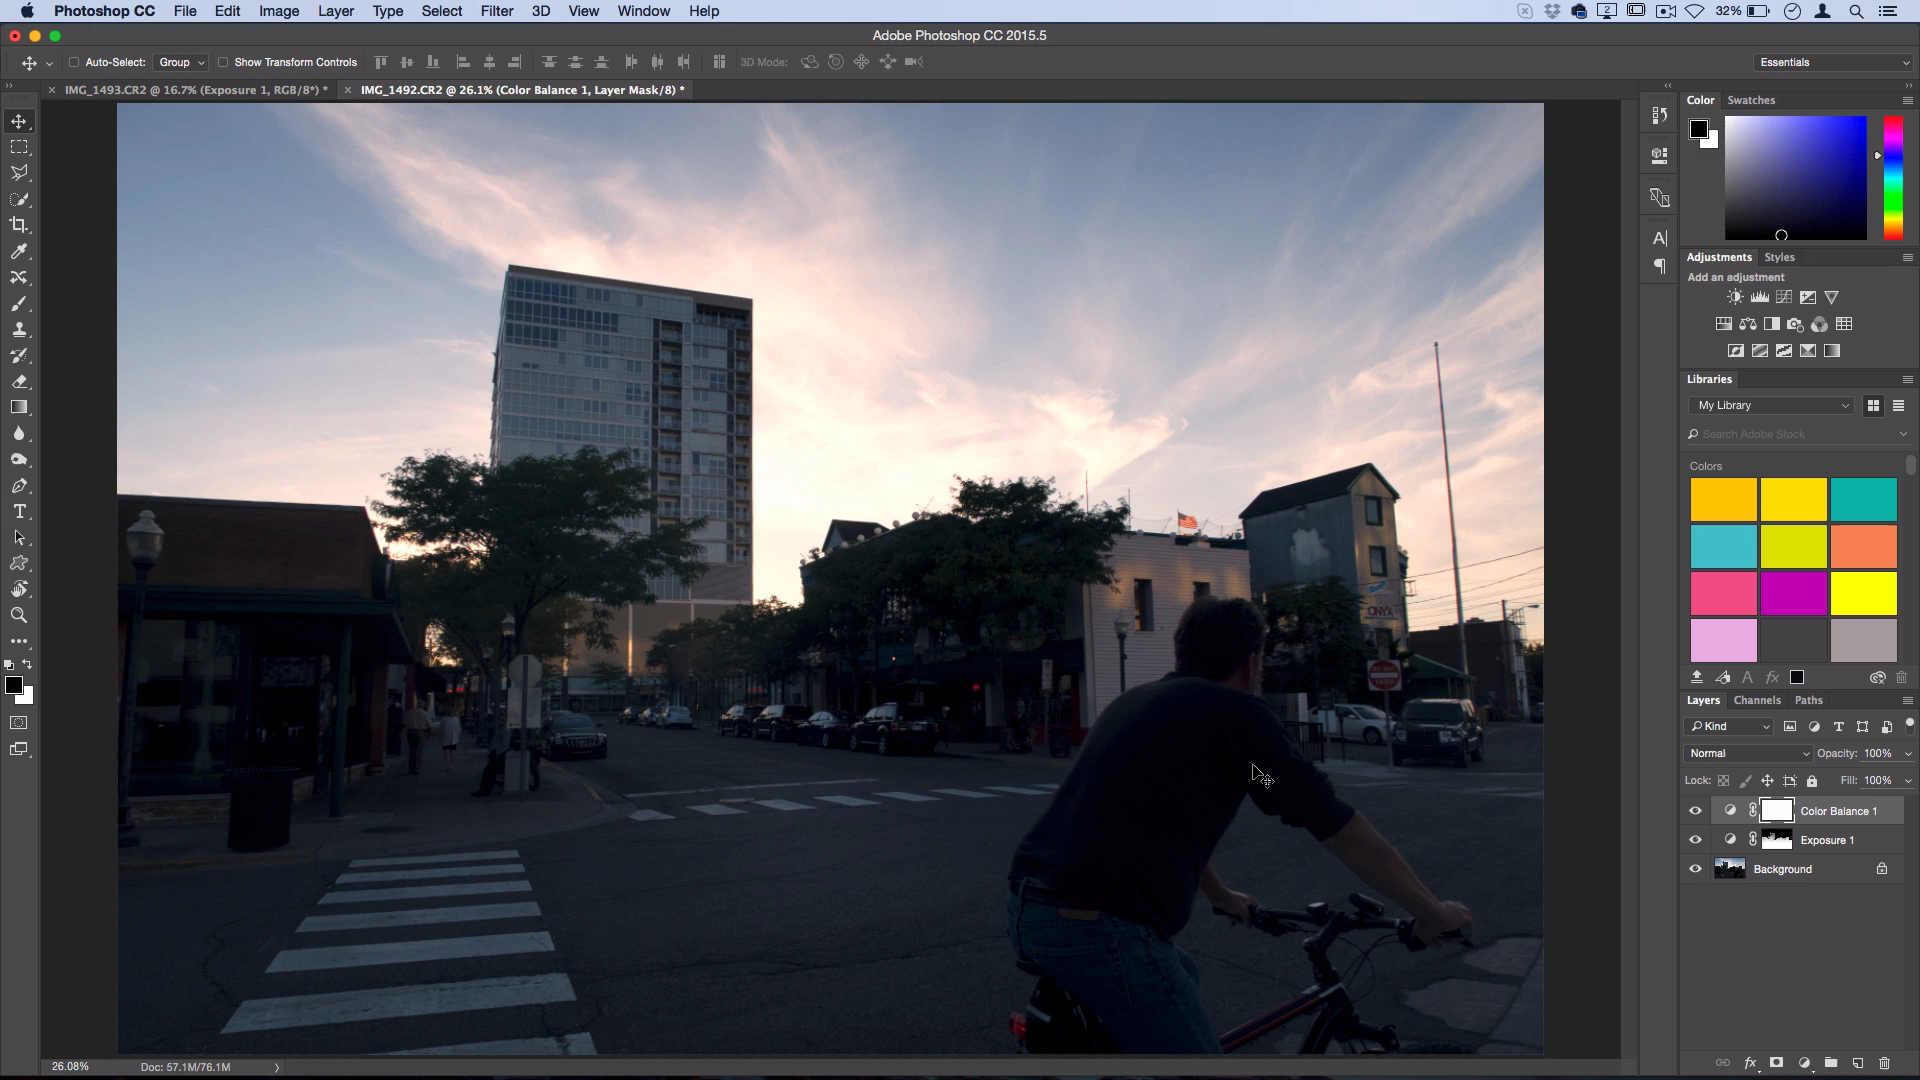 Photoshop CC File Edit Image Layer Type Select Filter 3D View Window Help 2 32%
Adobe Photoshop CC 2015.5
Auto-Select: Group Show Transform Controls 3D Mode: Essentials
IMG_1493.CR2 @ 16.7% (Exposure 1, RGB/8*) * IMG_1492.CR2 @ 26.1% (Color Balance 1, Layer Mask/8) *
Color Swatches
Adjustments Styles
Add an adjustment
Libraries
My Library
Search Adobe Stock
Colors
ONYX
DO NOT
ENTER
Layers Channels Paths
Kind
Normal Opacity: 100%
Lock: Fill: 100%
Color Balance 1
Exposure 1
Background
26.08% Doc: 57.1M/76.1M